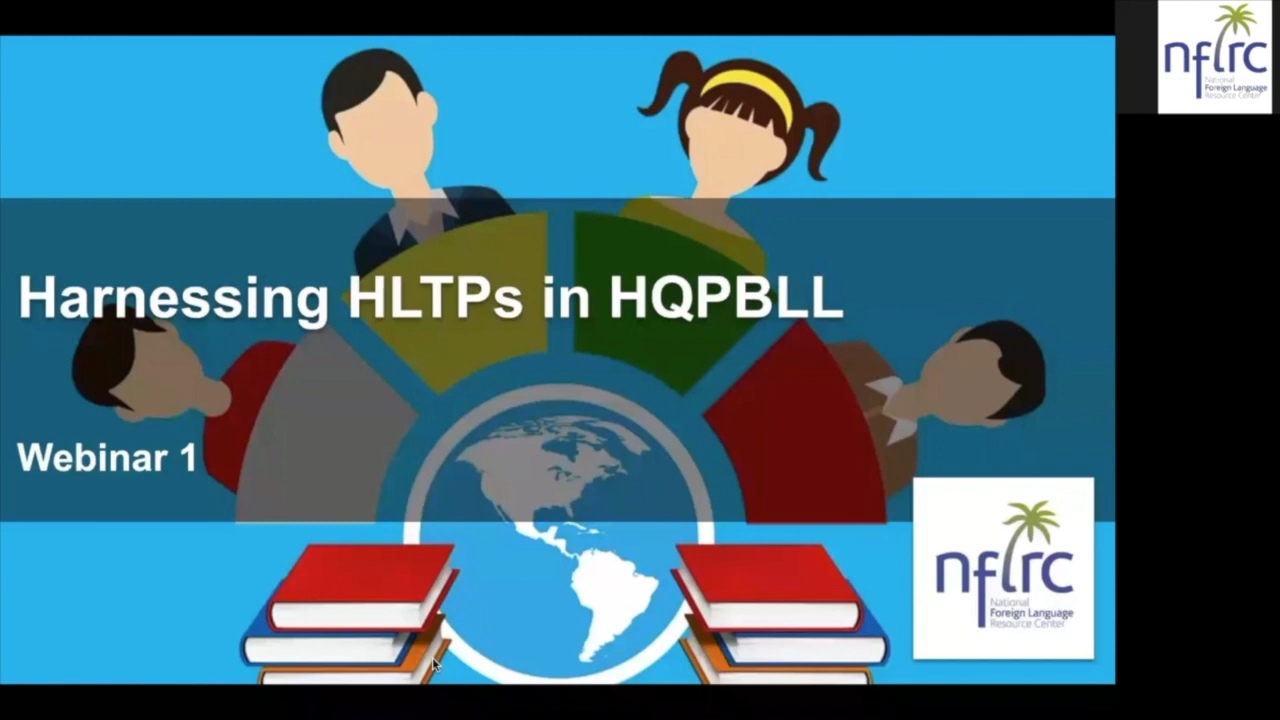 nflrc
National
Foreign Language
Resource Center
Harnessing HLTPs in HQPBLL
Webinar 1
nflrc
National
Foreign Language
Resource Center